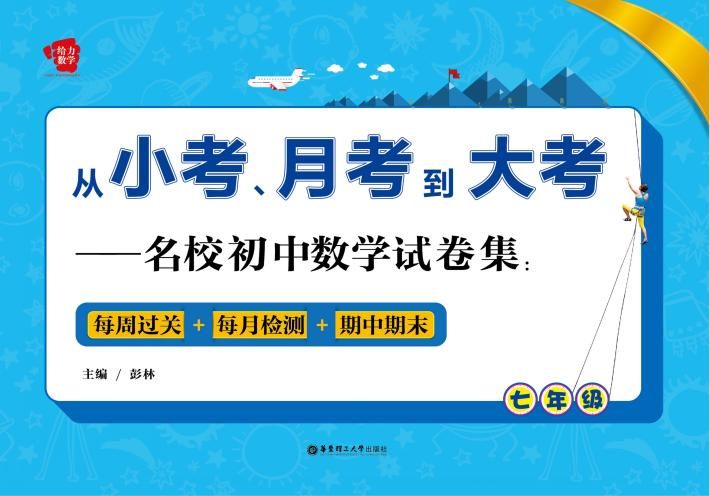 给力
数学
从小考、月考到大考
——名校初中数学试卷集：
每周过关 + 每月检测 + 期中期末
主编 / 彭林
七年级
华东理工大学出版社